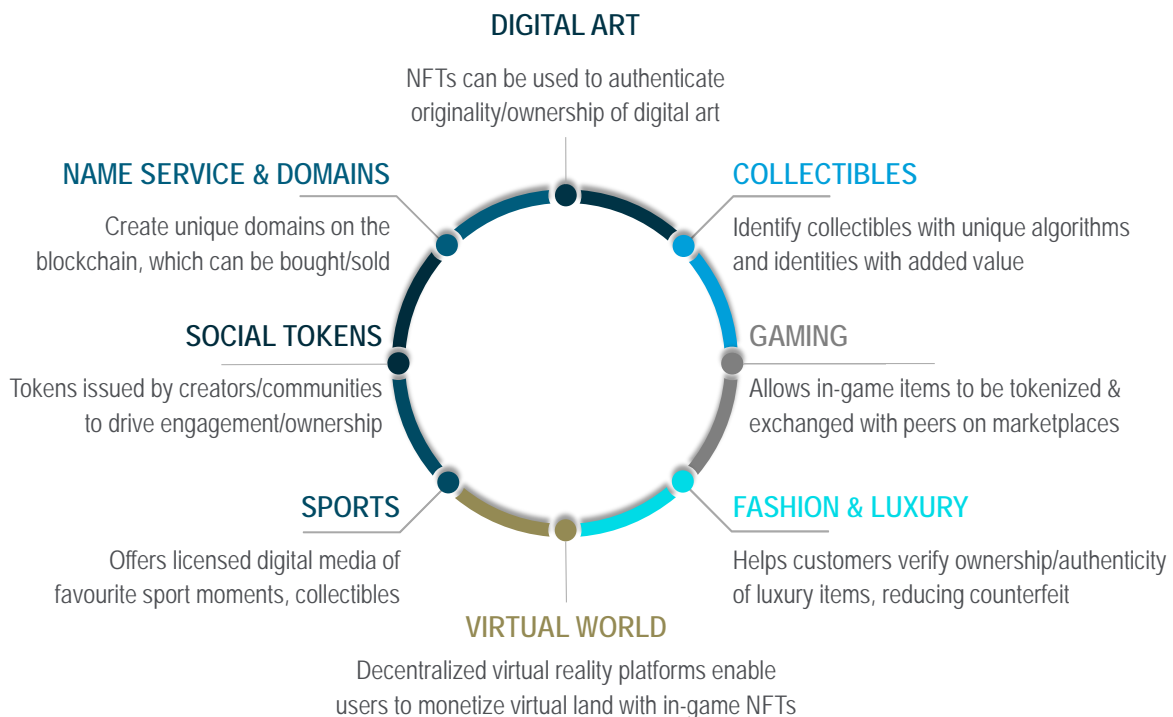 DIGITAL ART
NFTs can be used to authenticate
originality/ownership of digital art
NAME SERVICE & DOMAINS
Create unique domains on the
blockchain, which can be bought/sold
COLLECTIBLES
Identify collectibles with unique algorithms
and identities with added value
SOCIAL TOKENS
Tokens issued by creators/communities
to drive engagement/ownership
GAMING
Allows in-game items to be tokenized &
exchanged with peers on marketplaces
SPORTS
Offers licensed digital media of
favourite sport moments, collectibles
FASHION & LUXURY
Helps customers verify ownership/authenticity
of luxury items, reducing counterfeit
VIRTUAL WORLD
Decentralized virtual reality platforms enable
users to monetize virtual land with in-game NFTs